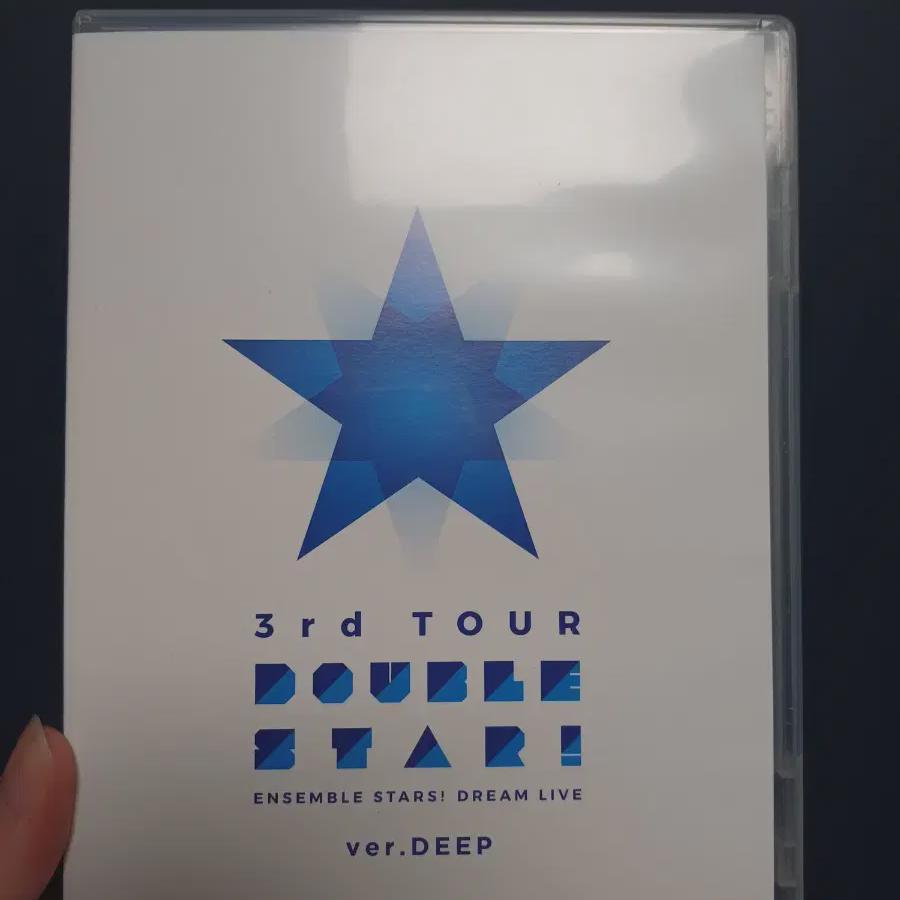 3rd TOUR
DOUBLE
STAR!
ENSEMBLE STARS! DREAM LIVE
ver.DEEP